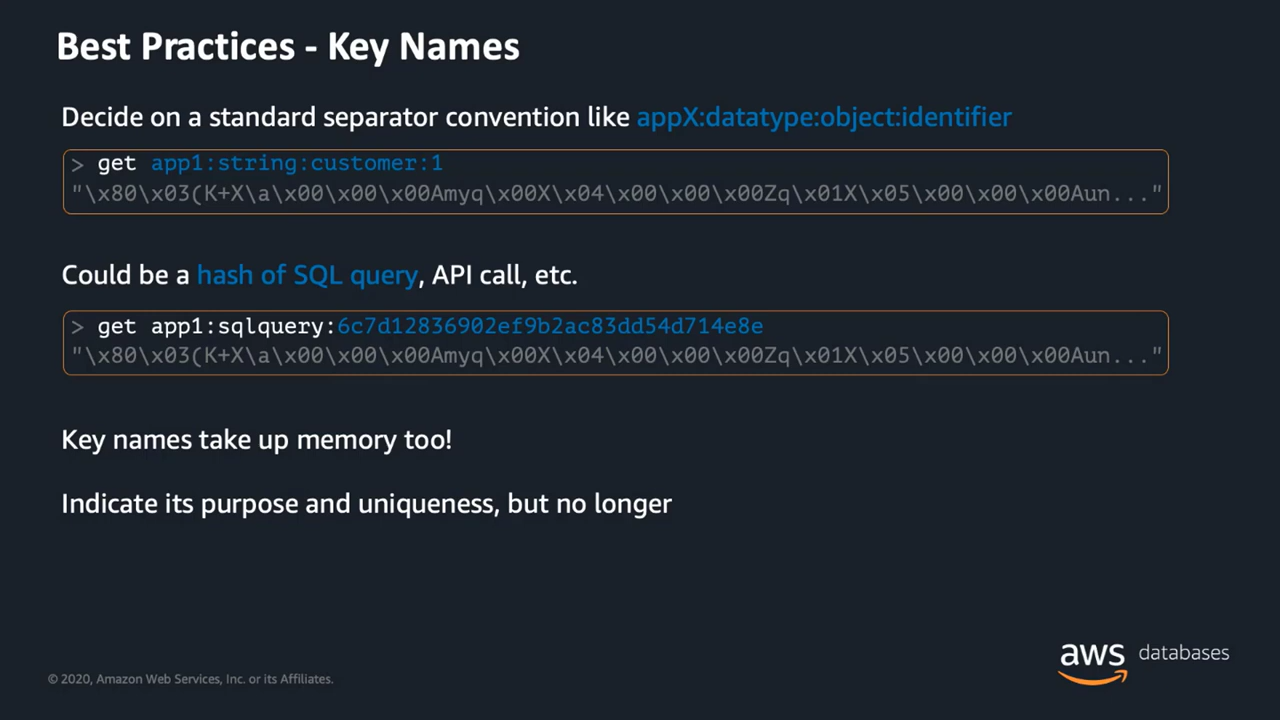 Best Practices - Key Names
Decide on a standard separator convention like appX:datatype:object:identifier
> get app1:string:customer:1
"\x80\x03(K+X\a\x00\x00\x00Amyq\x00X\x04\x00\x00\x00Zq\x01X\x05\x00\x00\x00Aun..."
Could be a hash of SQL query, API call, etc.
> get app1:sqlquery:6c7d12836902ef9b2ac83dd54d714e8e
"\x80\x03(K+X\a\x00\x00\x00Amyq\x00X\x04\x00\x00\x00Zq\x01X\x05\x00\x00\x00Aun..."
Key names take up memory too!
Indicate its purpose and uniqueness, but no longer
aws databases
© 2020, Amazon Web Services, Inc. or its Affiliates.